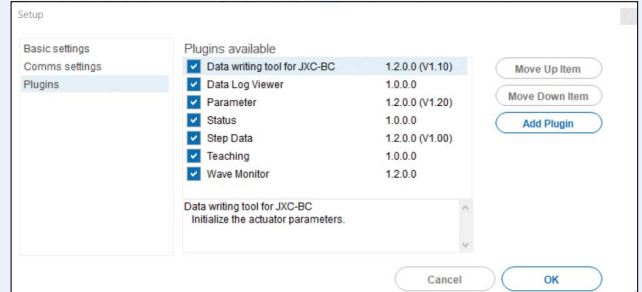 Setup
Basic settings
Comms settings
Plugins
Plugins available
Data writing tool for JXC-BC 1.2.0.0 (V1.10)
Data Log Viewer 1.0.0.0
Parameter 1.2.0.0 (V1.20)
Status 1.0.0.0
Step Data 1.2.0.0 (V1.00)
Teaching 1.0.0.0
Wave Monitor 1.2.0.0
Data writing tool for JXC-BC
Initialize the actuator parameters.
Move Up Item
Move Down Item
Add Plugin
Cancel
OK